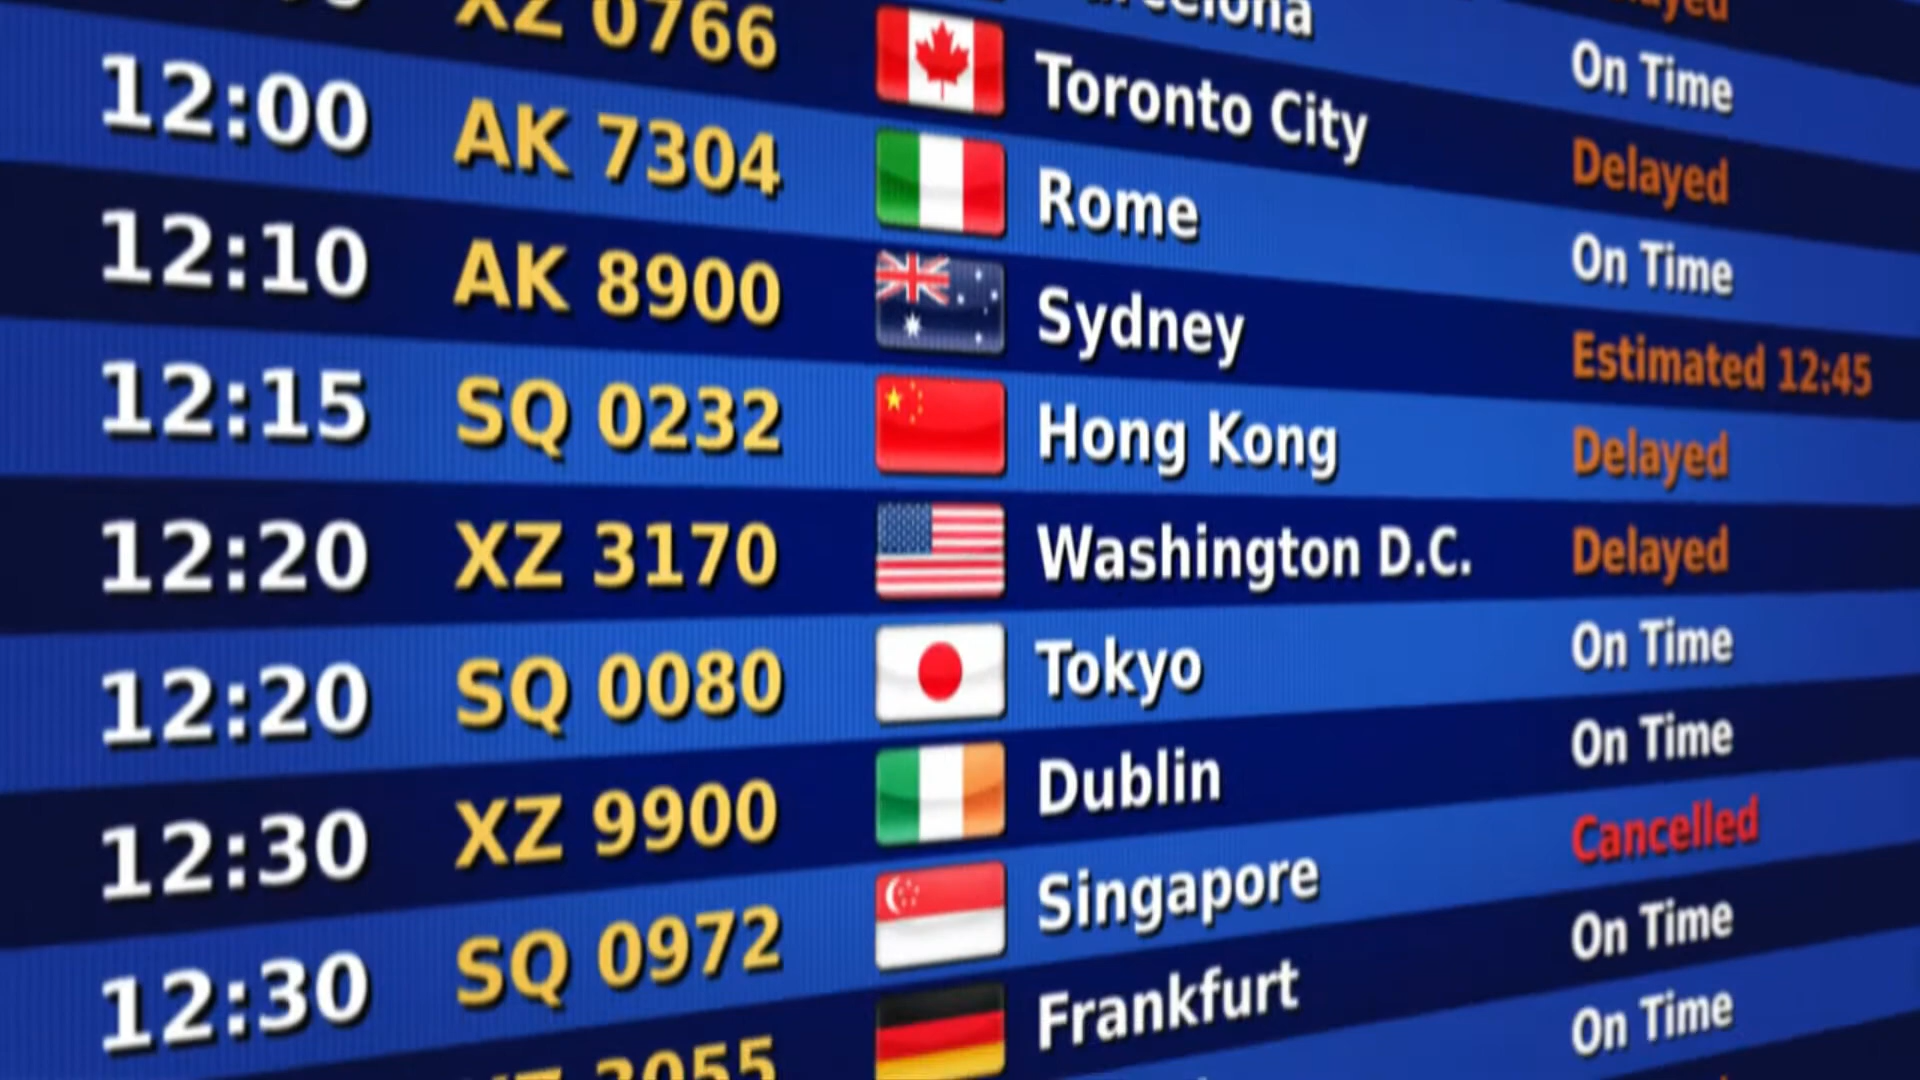 Barcelona On Time
XZ 0766 Toronto City Delayed
12:00 AK 7304 Rome On Time
12:10 AK 8900 Sydney Estimated 12:45
12:15 SQ 0232 Hong Kong Delayed
12:20 XZ 3170 Washington D.C. Delayed
12:20 SQ 0080 Tokyo On Time
12:30 XZ 9900 Dublin On Time
12:30 SQ 0972 Singapore Cancelled
XZ 3055 Frankfurt On Time
On Time